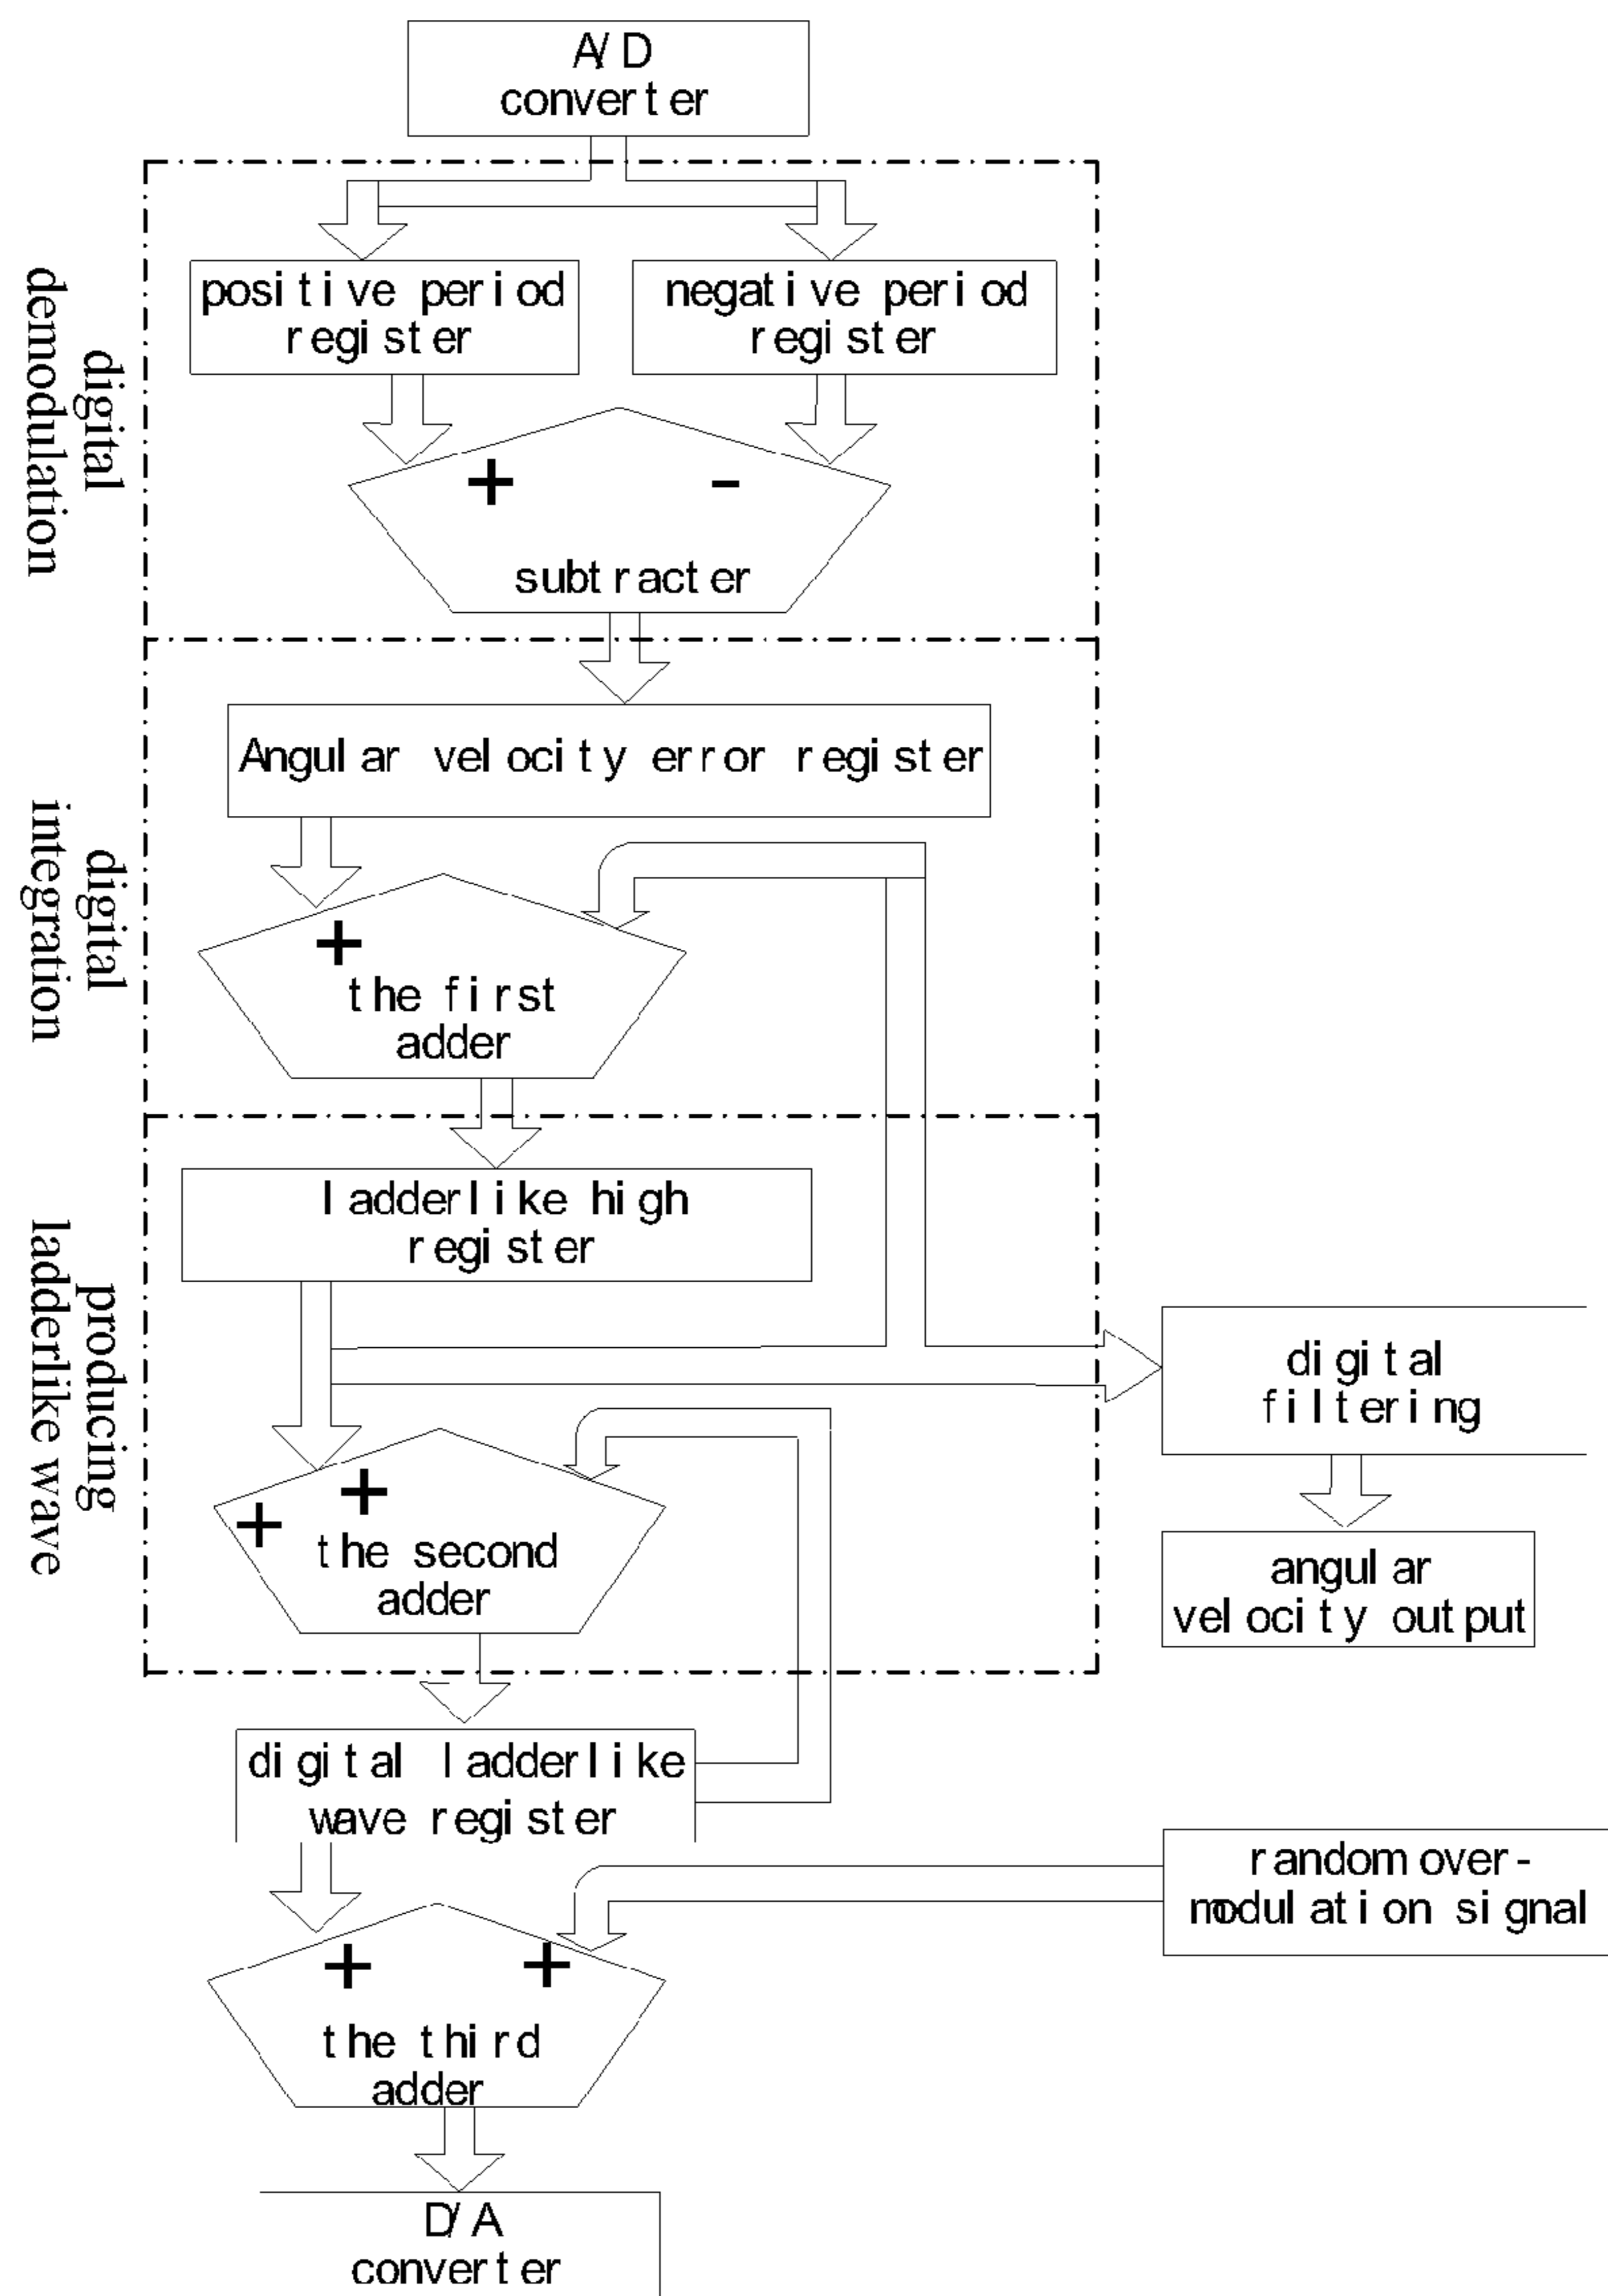 A/D
converter
digital
demodulation
positive period
register
negative period
register
+ -
subtracter
digital
integration
Angular velocity error register
+
the first
adder
producing
ladderlike wave
ladderlike high
register
digital
filtering
+
+
the second
adder
angular
velocity output
digital ladderlike
wave register
random over-
modulation signal
+ +
the third
adder
D/A
converter